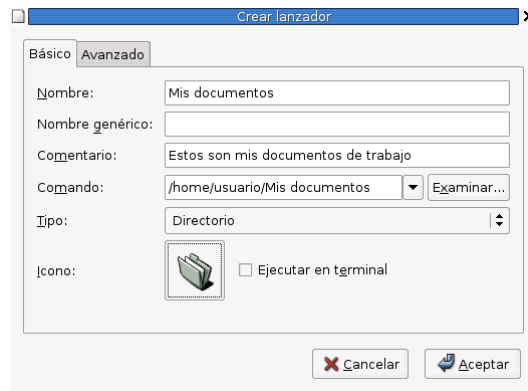 Crear lanzador
Básico Avanzado
Nombre: Mis documentos
Nombre genérico:
Comentario: Estos son mis documentos de trabajo
Comando: /home/usuario/Mis documentos Examinar...
Tipo: Directorio
Icono: Ejecutar en terminal
Cancelar Aceptar